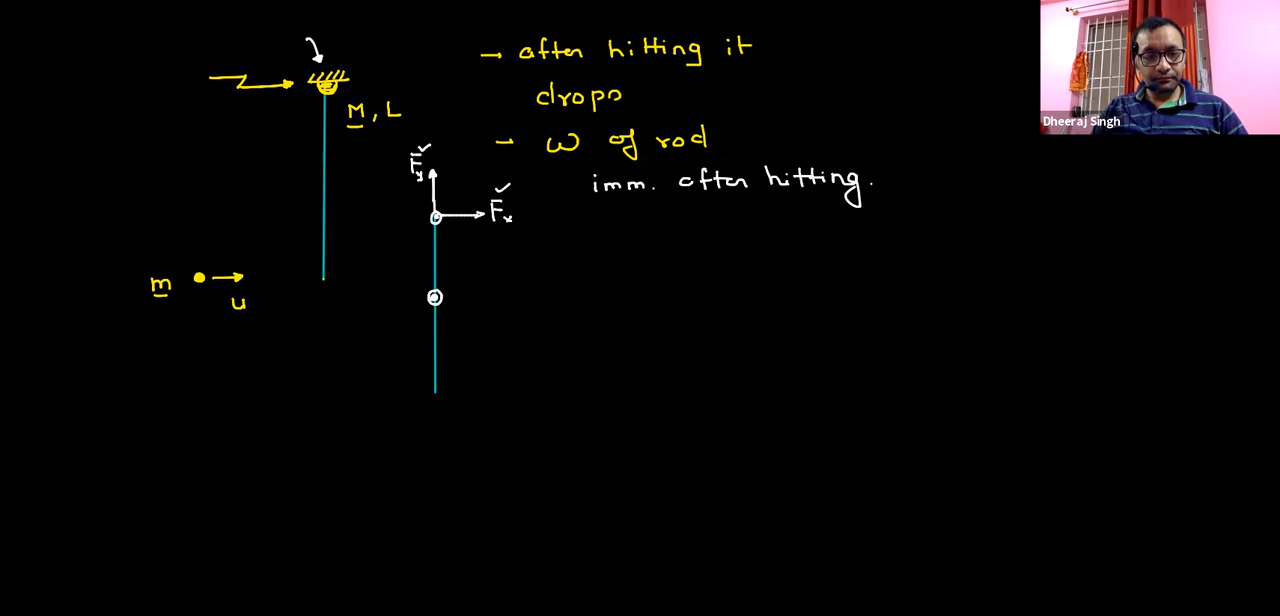 → after hitting it
drops
M, L
- ω of rod
imm. after hitting.
Fy
Fx
m
u
Dheeraj Singh